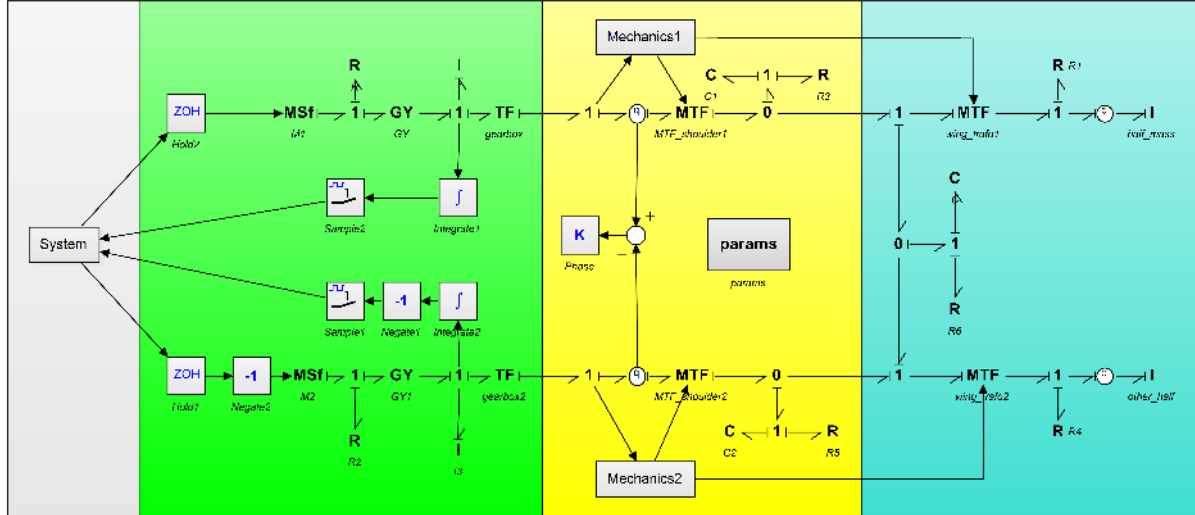 Mechanics1
R
I
C
1
R
R
R1
C1
R3
ZOH
MSf
1
GY
1
TF
1
q
MTF
0
1
MTF
1
I
M1
GY
gearbox
MTF_shoulder1
wing_trafo1
half_mass
C
Sample2
∫
Integrate1
+
System
K
−
params
0
1
Phase
params
-1
∫
R
Sample1
Negate1
Integrate2
R6
ZOH
-1
MSf
1
GY
1
TF
1
q
MTF
0
1
MTF
1
I
Hold1
Negate2
M2
GY1
gearbox2
MTF_shoulder2
wing_trafo2
other_half
R
I
C
1
R
R
R4
R2
I3
C2
R5
Mechanics2